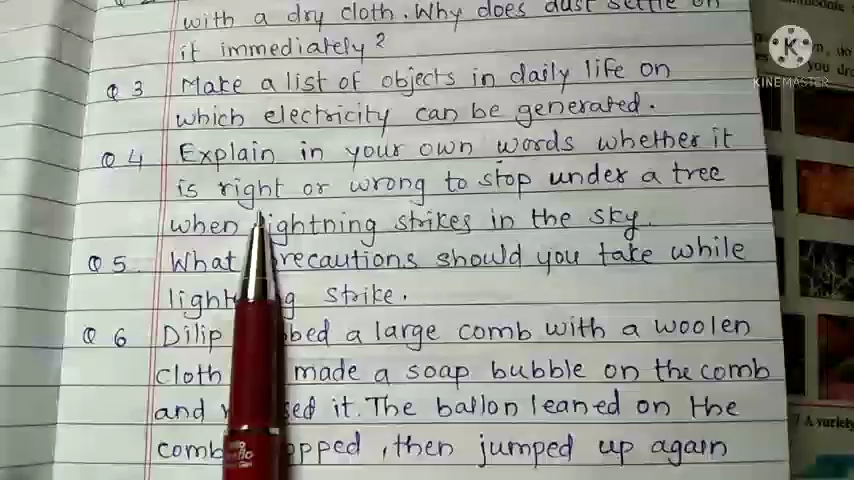 with a dry cloth. Why does dust settle on
it immediately?
Q 3 Make a list of objects in daily life on
which electricity can be generated.
Q 4 Explain in your own words whether it
is right or wrong to stop under a tree
when lightning strikes in the sky.
Q 5. What precautions should you take while
strike.
Q 6 Dilip a large comb with a woolen
cloth made a soap bubble on the comb
and it. The ballon leaned on the
comb , then jumped up again
K
KINEMASTER
you
A variety